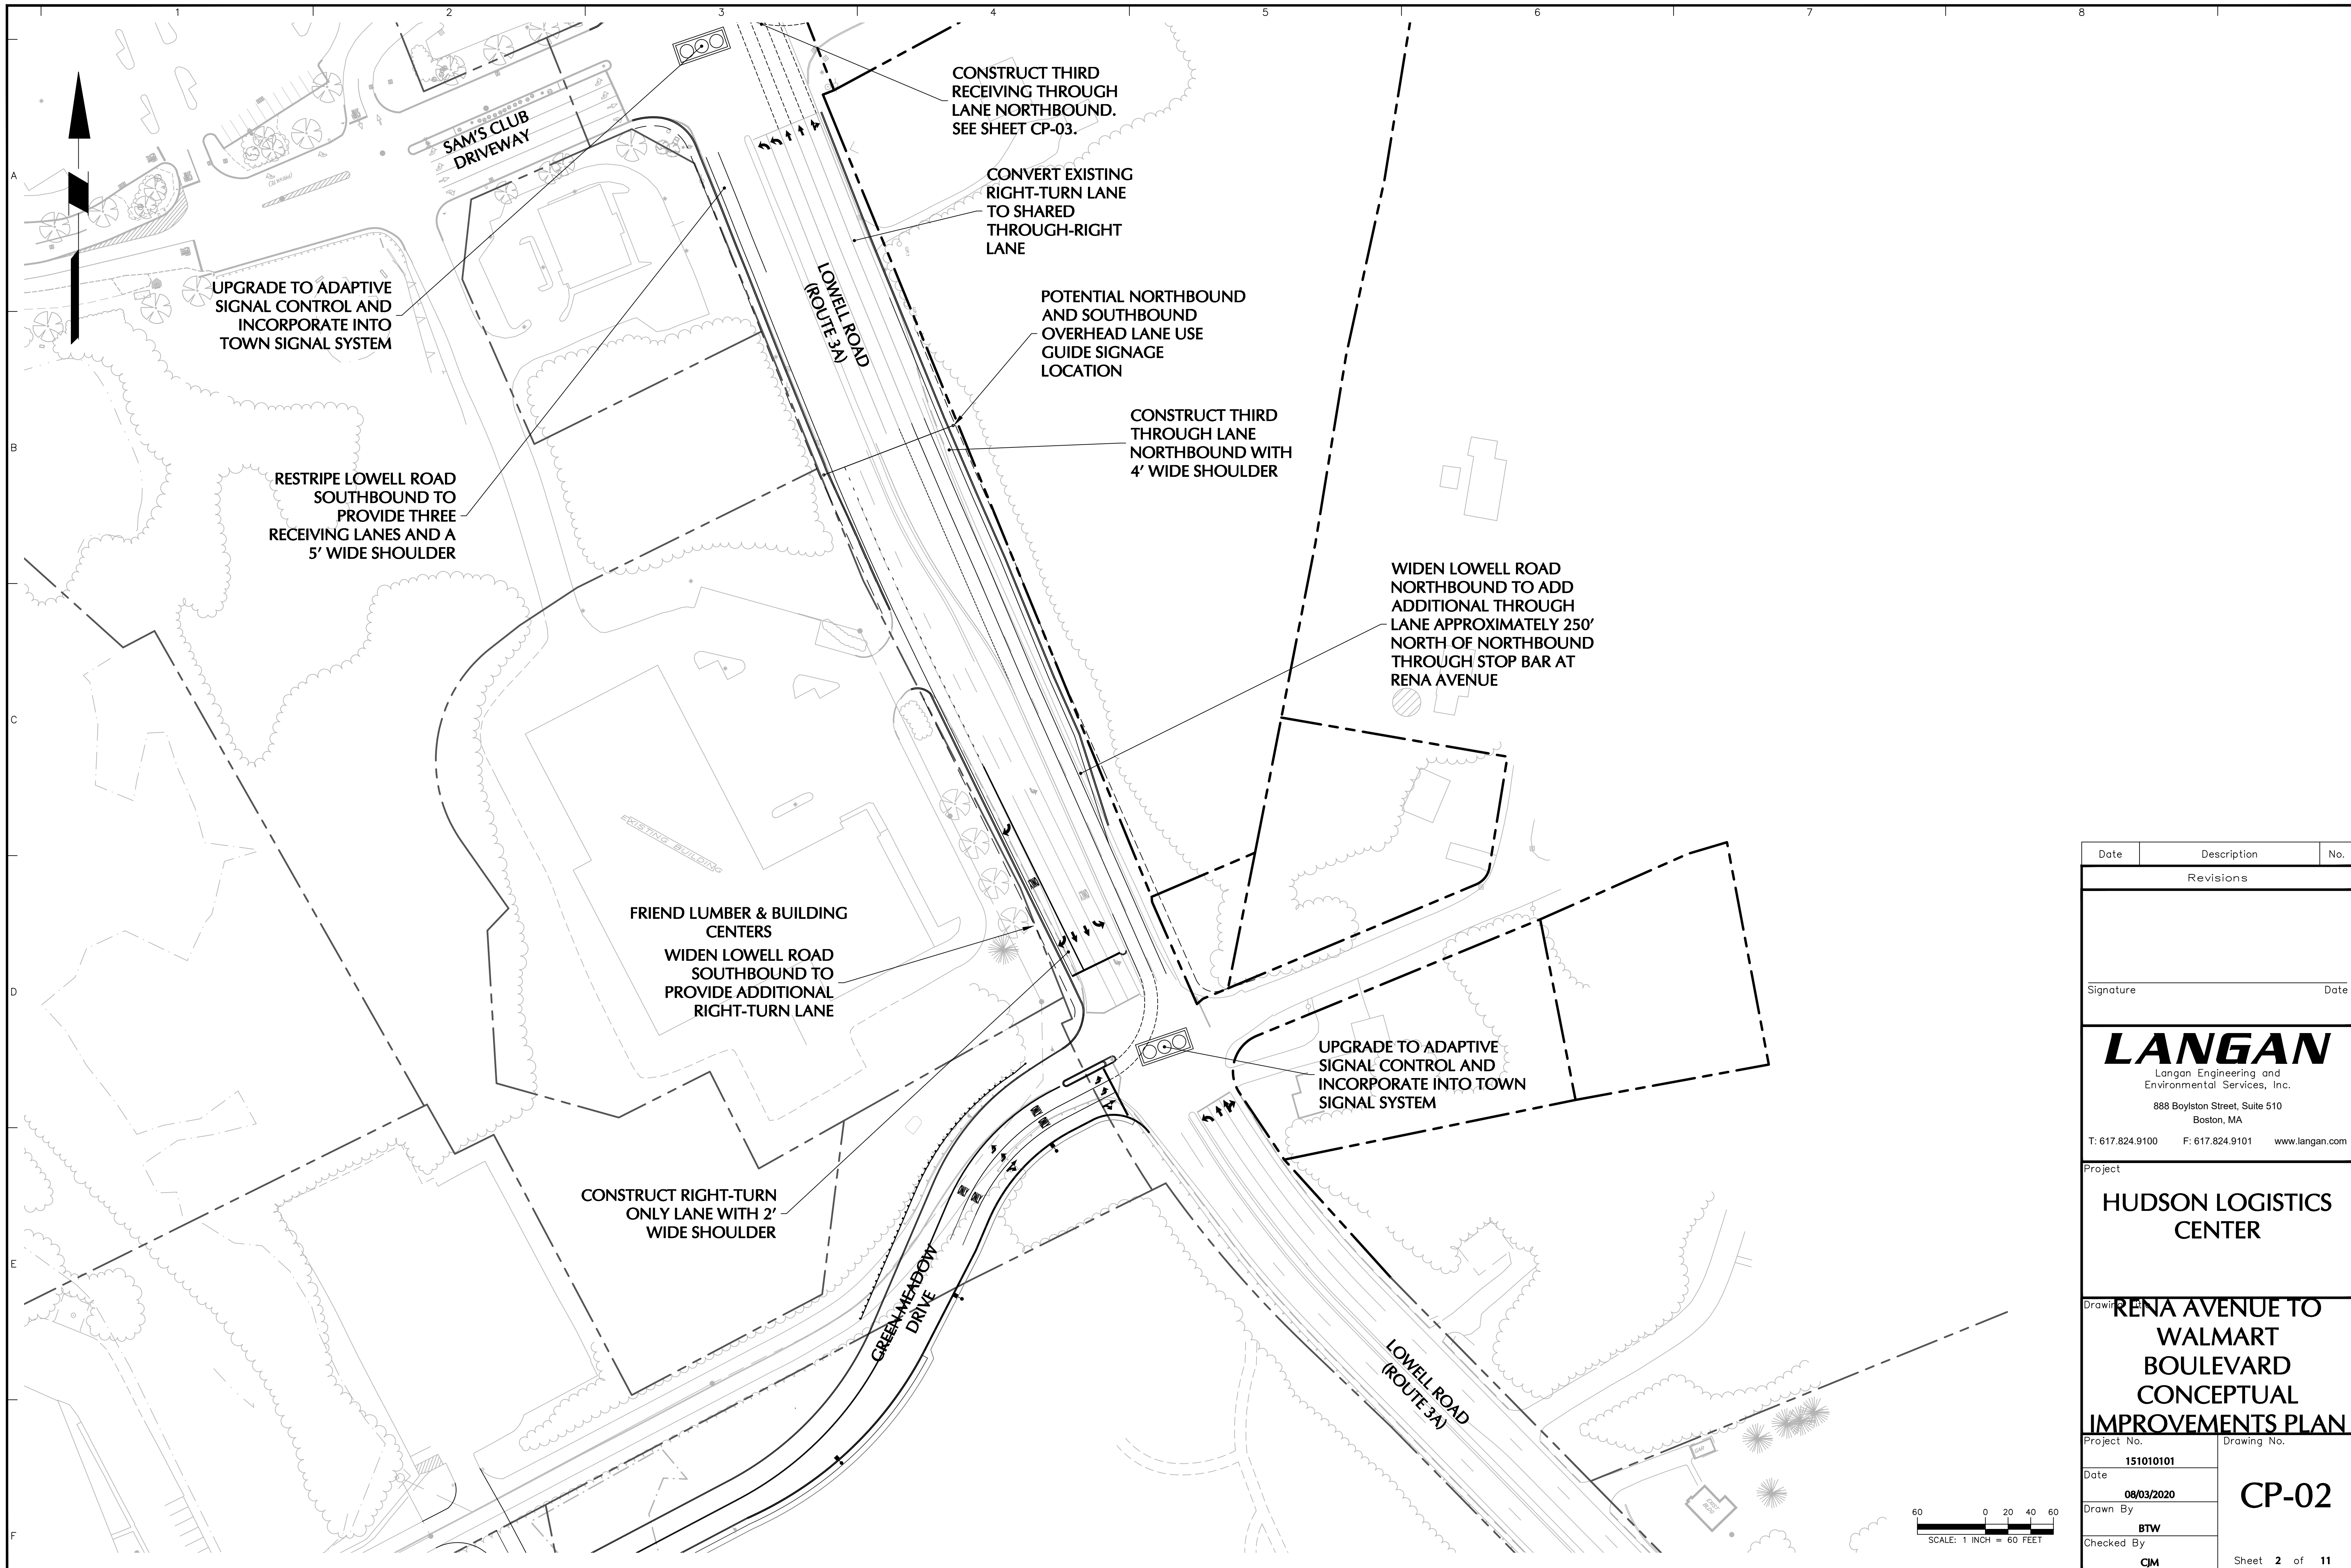 1 2 3 4 5 6 7 8
A
B
C
D
E
F
SAM'S CLUB
DRIVEWAY
CONSTRUCT THIRD
RECEIVING THROUGH
LANE NORTHBOUND.
SEE SHEET CP-03.
CONVERT EXISTING
RIGHT-TURN LANE
TO SHARED
THROUGH-RIGHT
LANE
UPGRADE TO ADAPTIVE
SIGNAL CONTROL AND
INCORPORATE INTO
TOWN SIGNAL SYSTEM
LOWELL ROAD
(ROUTE 3A)
POTENTIAL NORTHBOUND
AND SOUTHBOUND
OVERHEAD LANE USE
GUIDE SIGNAGE
LOCATION
CONSTRUCT THIRD
THROUGH LANE
NORTHBOUND WITH
4' WIDE SHOULDER
RESTRIPE LOWELL ROAD
SOUTHBOUND TO
PROVIDE THREE
RECEIVING LANES AND A
5' WIDE SHOULDER
WIDEN LOWELL ROAD
NORTHBOUND TO ADD
ADDITIONAL THROUGH
LANE APPROXIMATELY 250'
NORTH OF NORTHBOUND
THROUGH STOP BAR AT
RENA AVENUE
EXISTING BUILDING
FRIEND LUMBER & BUILDING
CENTERS
WIDEN LOWELL ROAD
SOUTHBOUND TO
PROVIDE ADDITIONAL
RIGHT-TURN LANE
UPGRADE TO ADAPTIVE
SIGNAL CONTROL AND
INCORPORATE INTO TOWN
SIGNAL SYSTEM
CONSTRUCT RIGHT-TURN
ONLY LANE WITH 2'
WIDE SHOULDER
GREEN MEADOW
DRIVE
LOWELL ROAD
(ROUTE 3A)
60 0 20 40 60
SCALE: 1 INCH = 60 FEET
Date Description No.
Revisions
Signature Date
LANGAN
Langan Engineering and
Environmental Services, Inc.
888 Boylston Street, Suite 510
Boston, MA
T: 617.824.9100 F: 617.824.9101 www.langan.com
Project
HUDSON LOGISTICS
CENTER
Drawing Title
RENA AVENUE TO
WALMART
BOULEVARD
CONCEPTUAL
IMPROVEMENTS PLAN
Project No.
151010101
Date
08/03/2020
Drawn By
BTW
Checked By
CJM
Drawing No.
CP-02
Sheet 2 of 11